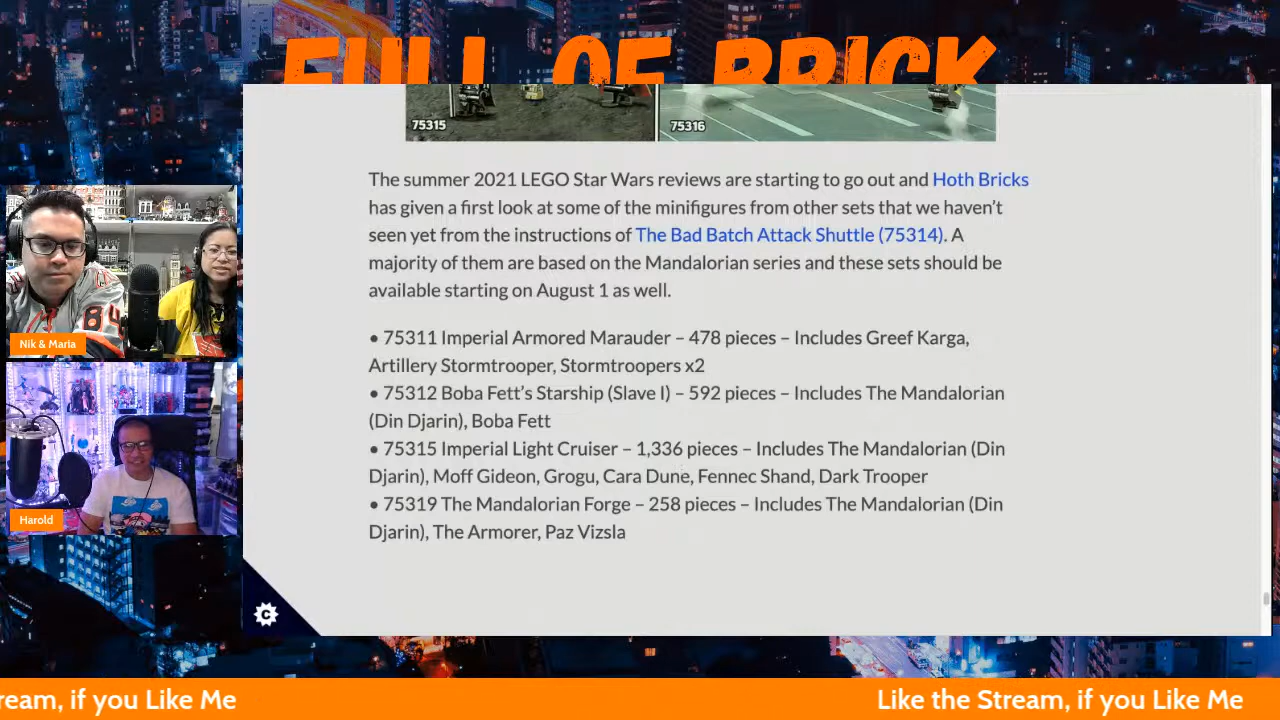 FULL OF BRICK
75315
75316
The summer 2021 LEGO Star Wars reviews are starting to go out and Hoth Bricks
has given a first look at some of the minifigures from other sets that we haven't
seen yet from the instructions of The Bad Batch Attack Shuttle (75314). A
majority of them are based on the Mandalorian series and these sets should be
available starting on August 1 as well.
• 75311 Imperial Armored Marauder – 478 pieces – Includes Greef Karga,
Artillery Stormtrooper, Stormtroopers x2
• 75312 Boba Fett's Starship (Slave I) – 592 pieces – Includes The Mandalorian
(Din Djarin), Boba Fett
• 75315 Imperial Light Cruiser – 1,336 pieces – Includes The Mandalorian (Din
Djarin), Moff Gideon, Grogu, Cara Dune, Fennec Shand, Dark Trooper
• 75319 The Mandalorian Forge – 258 pieces – Includes The Mandalorian (Din
Djarin), The Armorer, Paz Vizsla
84
Nik & Maria
Harold
C
ream, if you Like Me
Like the Stream, if you Like Me